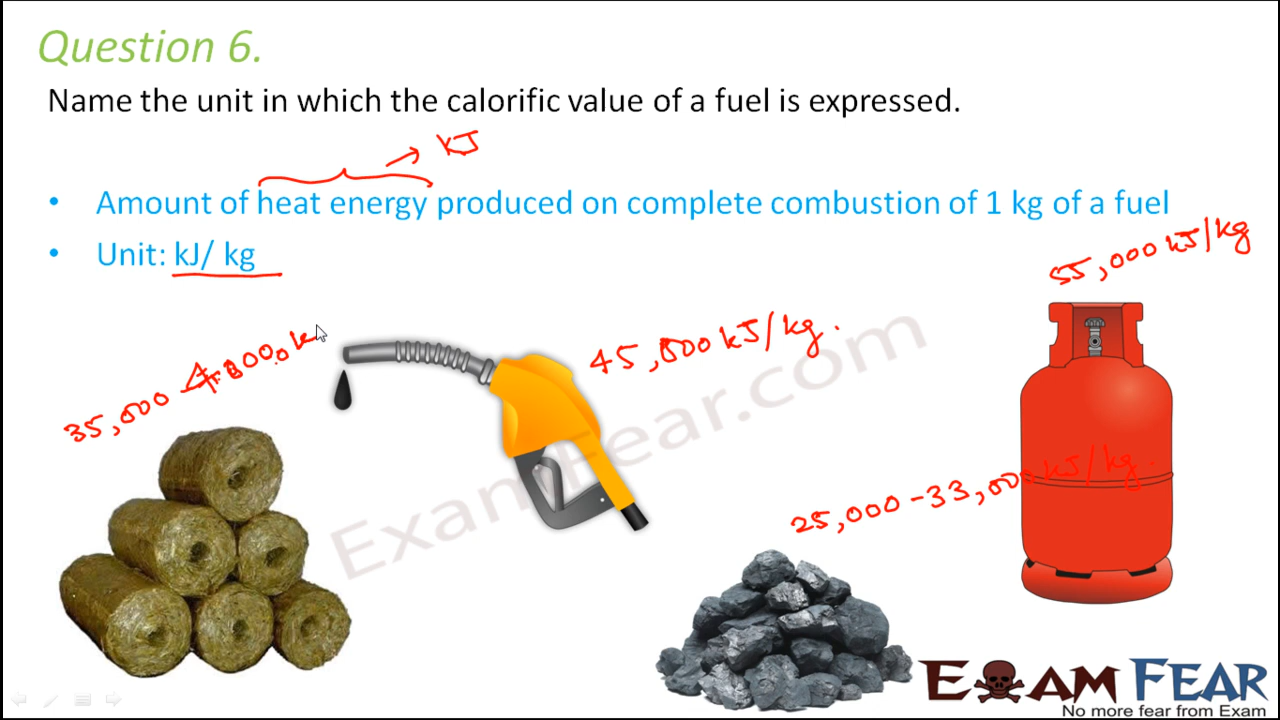 Question 6.
Name the unit in which the calorific value of a fuel is expressed.
kJ
• Amount of heat energy produced on complete combustion of 1 kg of a fuel
• Unit: kJ/ kg
55,000 kJ/kg
45,000 kJ/kg.
35,000
25,000 - 33,000 kJ/kg.
ExamFear.com
EXAM FEAR
No more fear from Exam